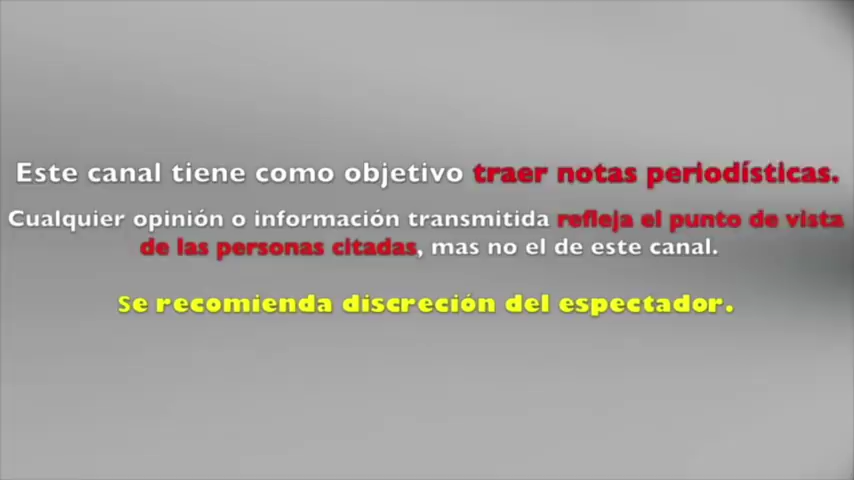 Este canal tiene como objetivo traer notas periodísticas.
Cualquier opinión o información transmitida refleja el punto de vista
de las personas citadas, mas no el de este canal.
Se recomienda discreción del espectador.